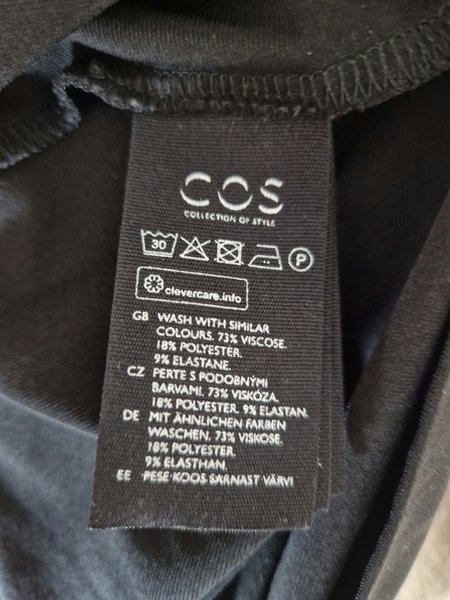 COS
COLLECTION OF STYLE
30
P
clevercare.info
GB WASH WITH SIMILAR
COLOURS. 73% VISCOSE.
18% POLYESTER.
9% ELASTANE.
CZ PERTE S PODOBNÝMI
BARVAMI. 73% VISKÓZA.
18% POLYESTER. 9% ELASTAN.
DE MIT ÄHNLICHEN FARBEN
WASCHEN. 73% VISKOSE.
18% POLYESTER.
9% ELASTHAN.
EE PESE KOOS SARNAST VÄRVI